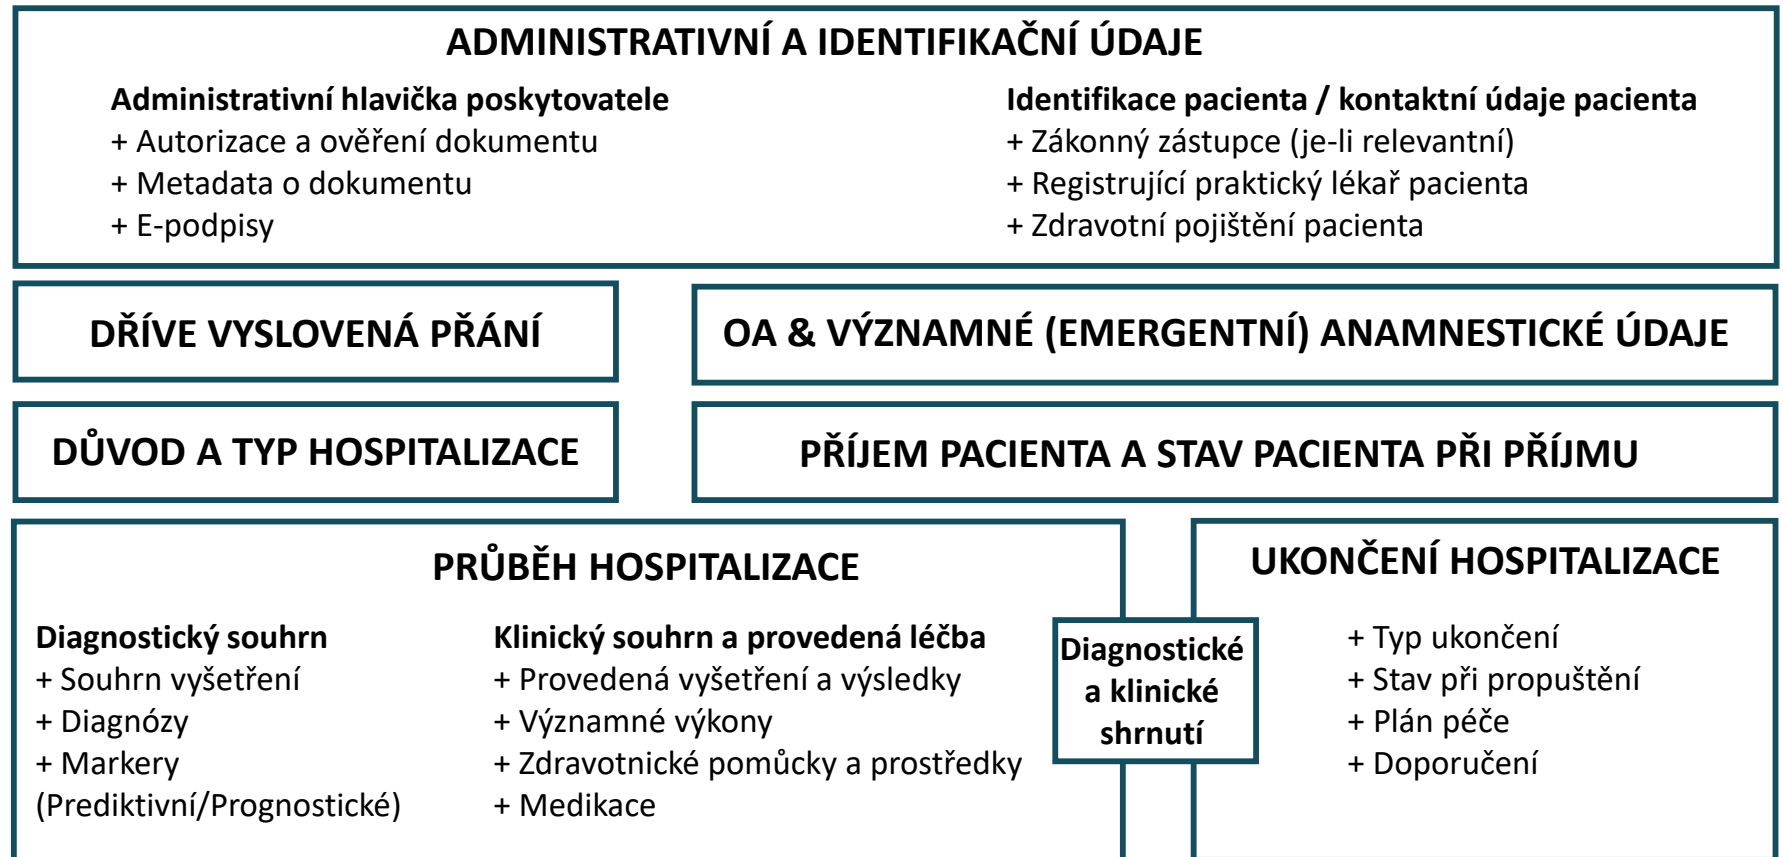 ADMINISTRATIVNÍ A IDENTIFIKAČNÍ ÚDAJE
Administrativní hlavička poskytovatele
+ Autorizace a ověření dokumentu
+ Metadata o dokumentu
+ E-podpisy
Identifikace pacienta / kontaktní údaje pacienta
+ Zákonný zástupce (je-li relevantní)
+ Registrující praktický lékař pacienta
+ Zdravotní pojištění pacienta
DŘÍVE VYSLOVENÁ PŘÁNÍ
OA & VÝZNAMNÉ (EMERGENTNÍ) ANAMNESTICKÉ ÚDAJE
DŮVOD A TYP HOSPITALIZACE
PŘÍJEM PACIENTA A STAV PACIENTA PŘI PŘÍJMU
PRŮBĚH HOSPITALIZACE
Diagnostický souhrn
+ Souhrn vyšetření
+ Diagnózy
+ Markery
(Prediktivní/Prognostické)
Klinický souhrn a provedená léčba
+ Provedená vyšetření a výsledky
+ Významné výkony
+ Zdravotnické pomůcky a prostředky
+ Medikace
Diagnostické
a klinické
shrnutí
UKONČENÍ HOSPITALIZACE
+ Typ ukončení
+ Stav při propuštění
+ Plán péče
+ Doporučení